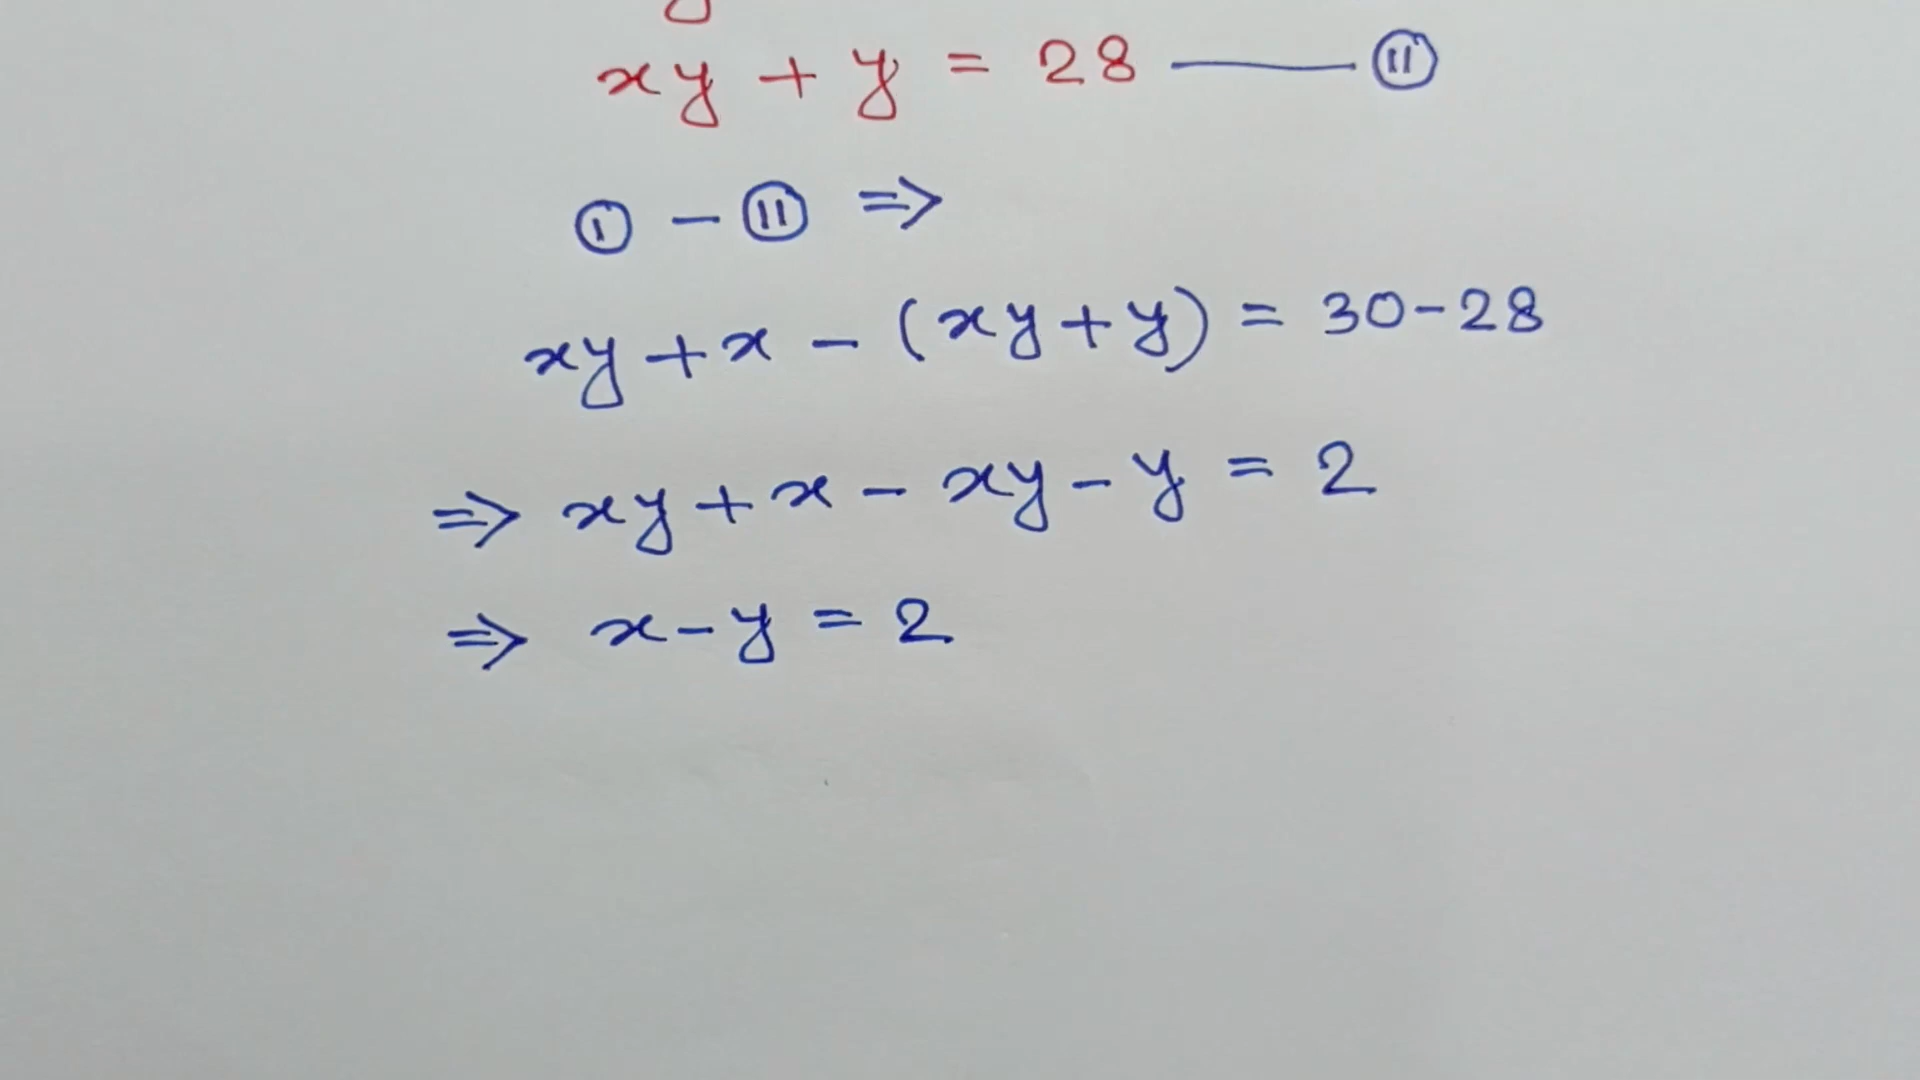 xy + y = 28 —— II
I - II ⇒
xy + x - (xy + y) = 30 - 28
⇒ xy + x - xy - y = 2
⇒ x - y = 2